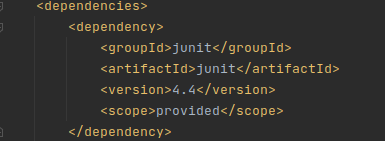 <dependencies>
<dependency>
<groupId>junit</groupId>
<artifactId>junit</artifactId>
<version>4.4</version>
<scope>provided</scope>
</dependency>